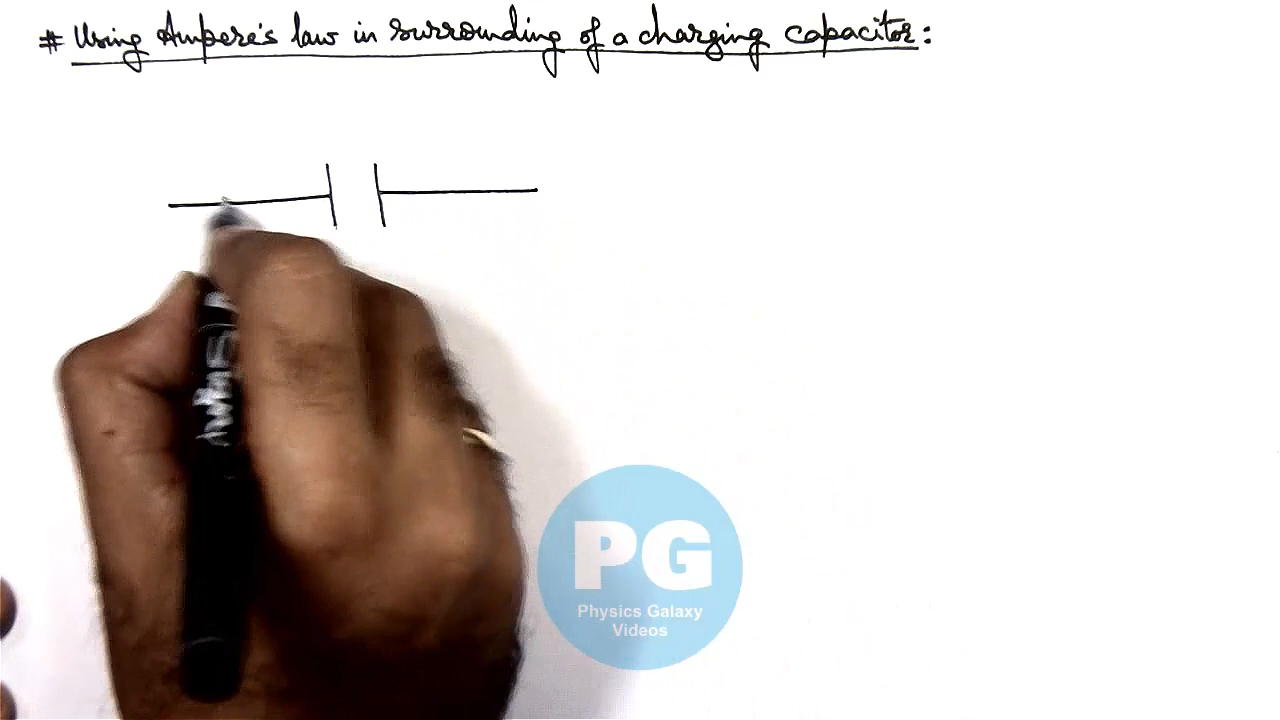 # Using Ampere's law in surrounding of a charging capacitor:
PG
Physics Galaxy
Videos